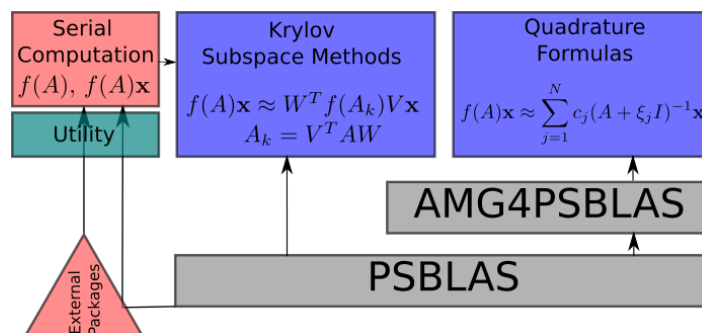 Serial
Computation
f(A), f(A)x
Utility
Krylov
Subspace Methods
f(A)x ≈ W^T f(A_k)Vx
A_k = V^T AW
Quadrature
Formulas
f(A)x ≈ ∑_{j=1}^{N} c_j(A + ξ_j I)^{-1}x
AMG4PSBLAS
PSBLAS
External
Packages